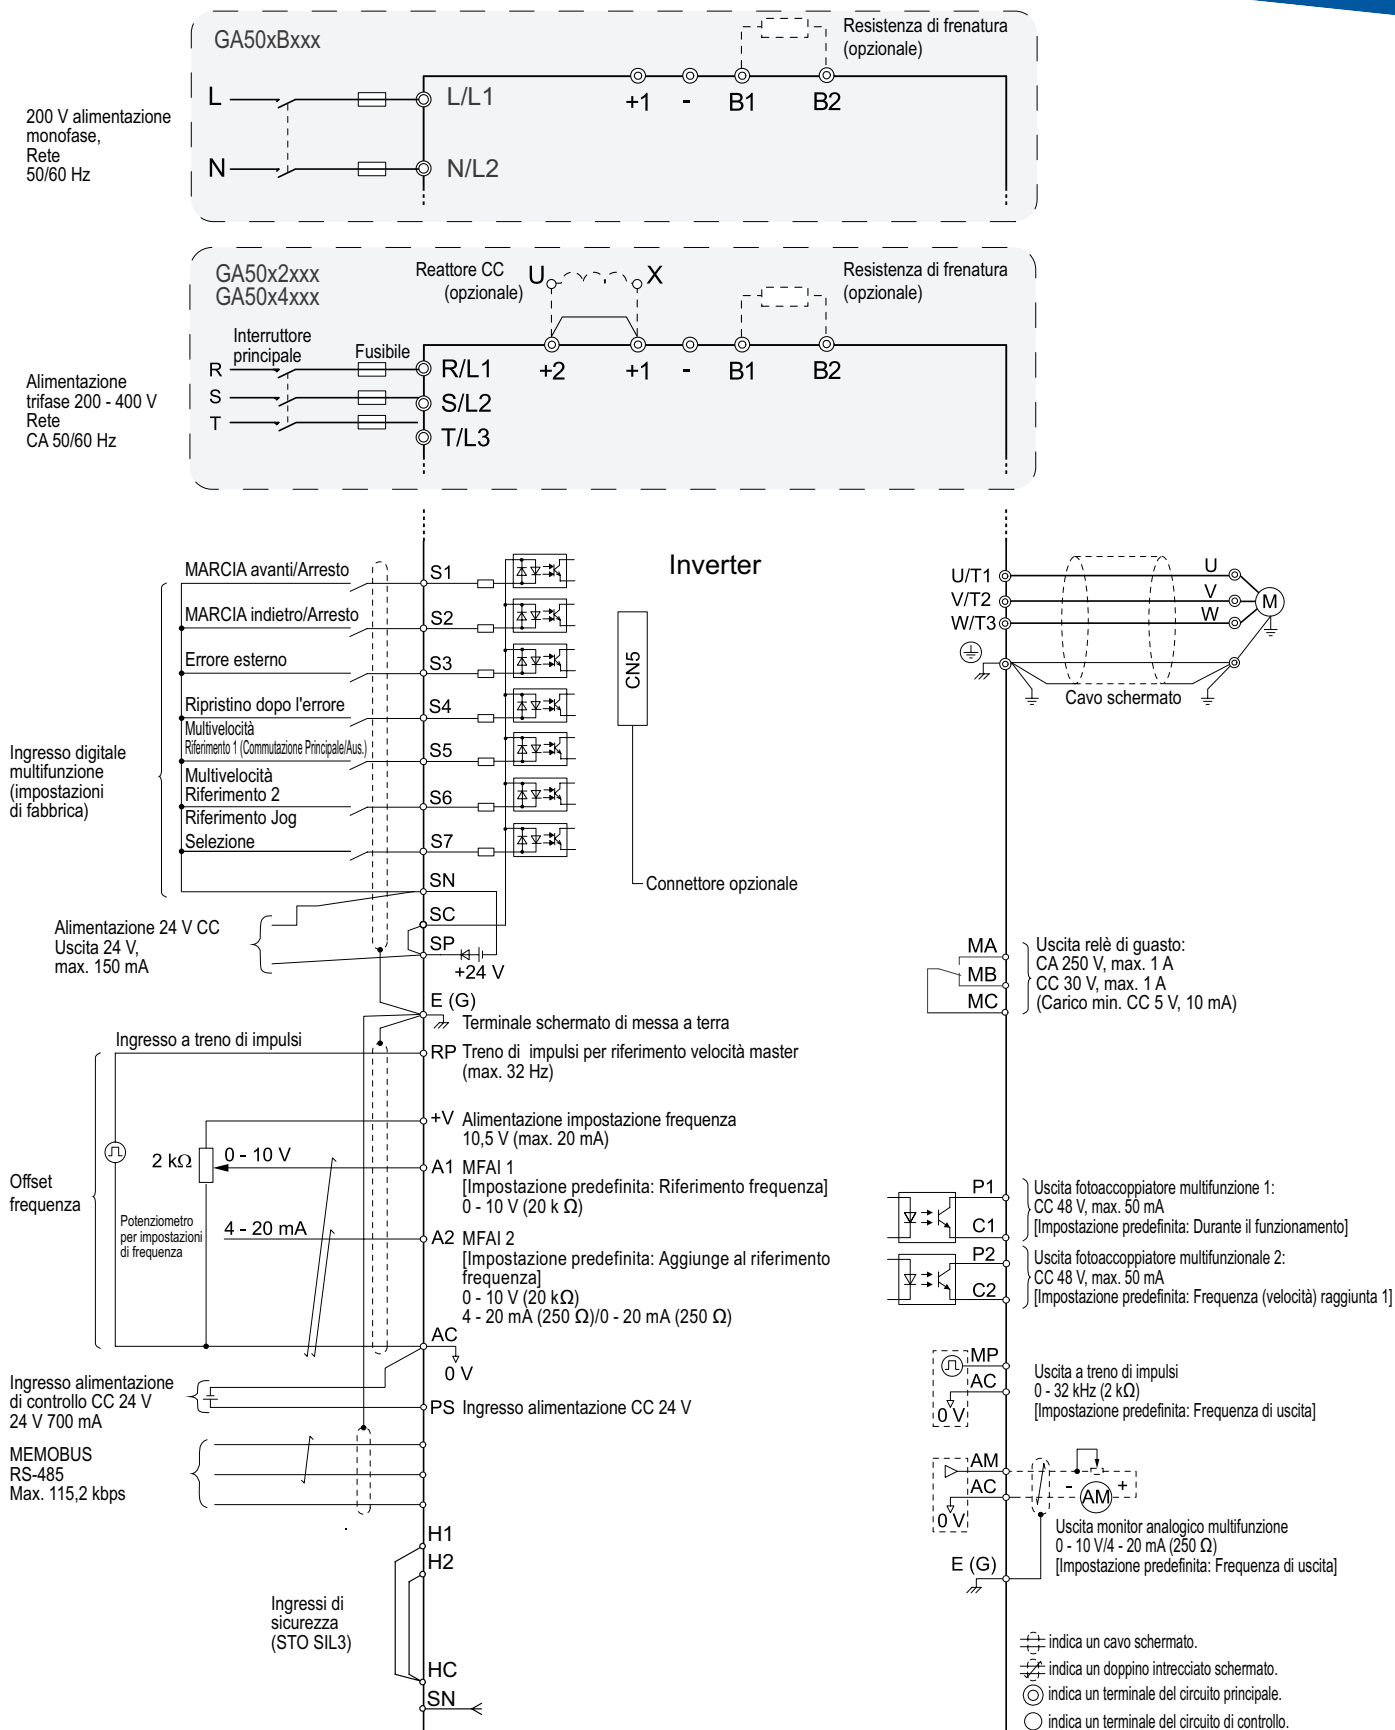 GA50xBxxx
Resistenza di frenatura
(opzionale)
L
L/L1
+1
-
B1
B2
200 V alimentazione
monofase,
Rete
50/60 Hz
N
N/L2
GA50x2xxx
GA50x4xxx
Reattore CC
(opzionale)
U
X
Resistenza di frenatura
(opzionale)
Interruttore
principale
Fusibile
R
R/L1
+2
+1
-
B1
B2
Alimentazione
trifase 200 - 400 V
Rete
CA 50/60 Hz
S
S/L2
T
T/L3
Inverter
MARCIA avanti/Arresto
S1
MARCIA indietro/Arresto
S2
Errore esterno
S3
Ripristino dopo l'errore
S4
Multivelocità
Riferimento 1 (Commutazione Principale/Aus.)
S5
Multivelocità
Riferimento 2
S6
Riferimento Jog
Selezione
S7
Ingresso digitale
multifunzione
(impostazioni
di fabbrica)
CN5
Connettore opzionale
SN
SC
SP
+24 V
Alimentazione 24 V CC
Uscita 24 V,
max. 150 mA
E (G)
Terminale schermato di messa a terra
Ingresso a treno di impulsi
RP
Treno di impulsi per riferimento velocità master
(max. 32 Hz)
+V
Alimentazione impostazione frequenza
10,5 V (max. 20 mA)
2 kΩ
0 - 10 V
A1
MFAI 1
[Impostazione predefinita: Riferimento frequenza]
0 - 10 V (20 k Ω)
Offset
frequenza
Potenziometro
per impostazioni
di frequenza
4 - 20 mA
A2
MFAI 2
[Impostazione predefinita: Aggiunge al riferimento
frequenza]
0 - 10 V (20 kΩ)
4 - 20 mA (250 Ω)/0 - 20 mA (250 Ω)
AC
0 V
Ingresso alimentazione
di controllo CC 24 V
24 V 700 mA
PS
Ingresso alimentazione CC 24 V
MEMOBUS
RS-485
Max. 115,2 kbps
H1
H2
Ingressi di
sicurezza
(STO SIL3)
HC
SN
U/T1
V/T2
W/T3
U
V
W
M
Cavo schermato
MA
MB
MC
Uscita relè di guasto:
CA 250 V, max. 1 A
CC 30 V, max. 1 A
(Carico min. CC 5 V, 10 mA)
P1
C1
Uscita fotoaccoppiatore multifunzione 1:
CC 48 V, max. 50 mA
[Impostazione predefinita: Durante il funzionamento]
P2
C2
Uscita fotoaccoppiatore multifunzionale 2:
CC 48 V, max. 50 mA
[Impostazione predefinita: Frequenza (velocità) raggiunta 1]
MP
AC
0 V
Uscita a treno di impulsi
0 - 32 kHz (2 kΩ)
[Impostazione predefinita: Frequenza di uscita]
AM
AC
0 V
-
+
AM
Uscita monitor analogico multifunzione
0 - 10 V/4 - 20 mA (250 Ω)
[Impostazione predefinita: Frequenza di uscita]
E (G)
indica un cavo schermato.
indica un doppino intrecciato schermato.
indica un terminale del circuito principale.
indica un terminale del circuito di controllo.